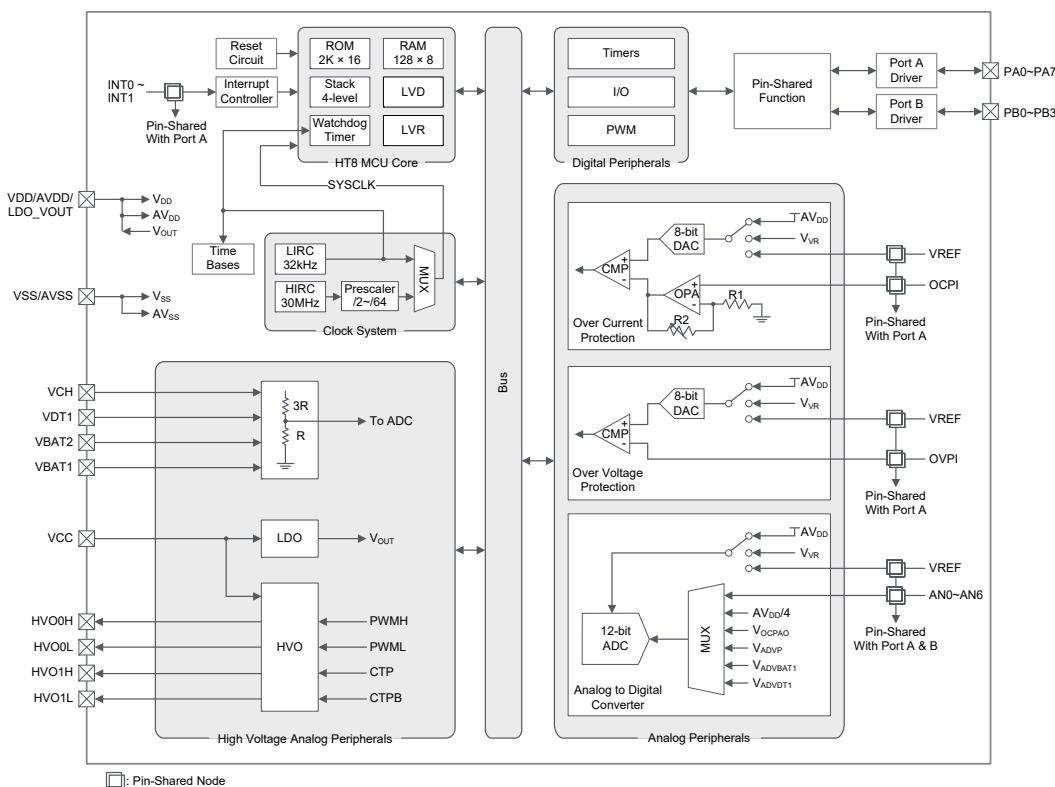 Reset
Circuit
INT0 ~
INT1
Pin-Shared
With Port A
Interrupt
Controller
ROM
2K × 16
RAM
128 × 8
Stack
4-level
LVD
Watchdog
Timer
LVR
HT8 MCU Core
SYSCLK
Timers
I/O
PWM
Digital Peripherals
Pin-Shared
Function
Port A
Driver
Port B
Driver
PA0~PA7
PB0~PB3
VDD/AVDD/
LDO_VOUT
VDD
AVDD
VOUT
Time
Bases
VSS/AVSS
VSS
AVSS
LIRC
32kHz
HIRC
30MHz
Prescaler
/2~/64
MUX
Clock System
Bus
VCH
VDT1
VBAT2
VBAT1
3R
R
To ADC
VCC
LDO
VOUT
HVO0H
HVO0L
HVO1H
HVO1L
HVO
PWMH
PWML
CTP
CTPB
High Voltage Analog Peripherals
8-bit
DAC
AVDD
VVR
CMP
+
-
OPA
+
-
R1
R2
Over Current
Protection
VREF
OCPI
Pin-Shared
With Port A
8-bit
DAC
AVDD
VVR
CMP
+
-
Over Voltage
Protection
VREF
OVPI
Pin-Shared
With Port A
AVDD
VVR
12-bit
ADC
MUX
AVDD/4
VOCPAO
VADVP
VADVBAT1
VADVDT1
Analog to Digital
Converter
VREF
AN0~AN6
Pin-Shared
With Port A & B
Analog Peripherals
: Pin-Shared Node